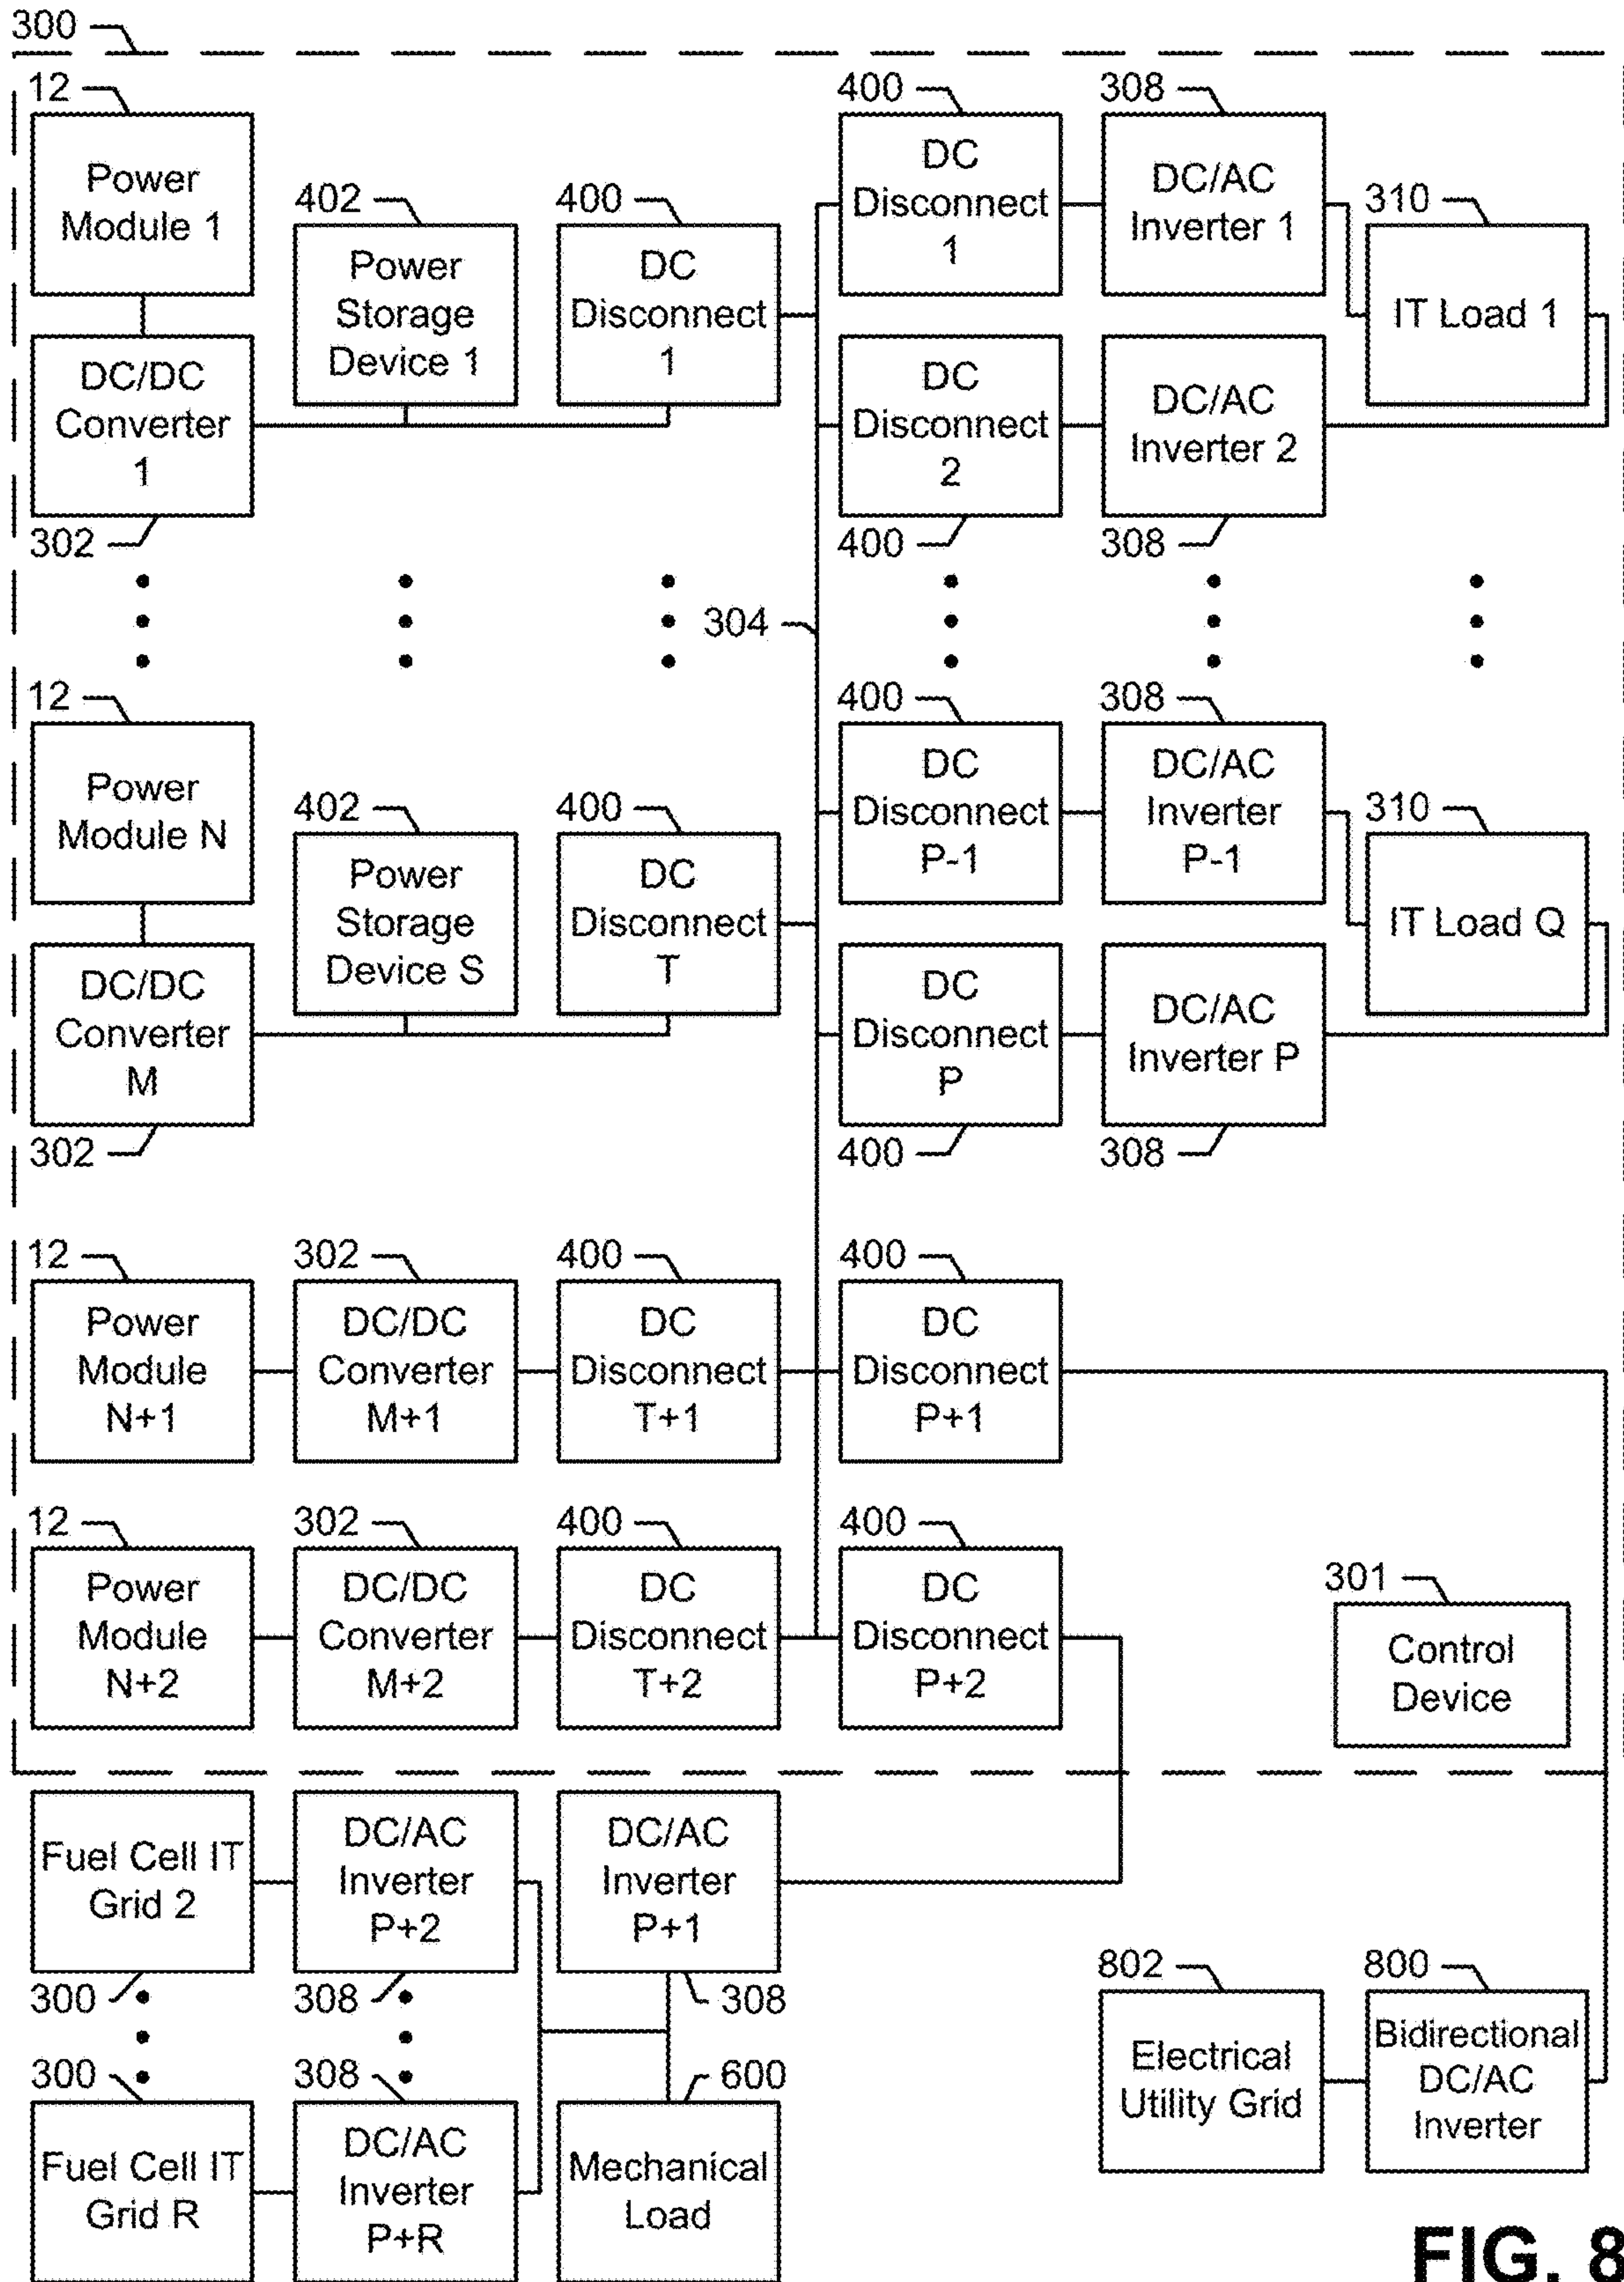 300
12
400
308
Power
Module 1
DC
Disconnect
1
DC/AC
Inverter 1
402
400
310
Power
Storage
Device 1
DC
Disconnect
1
IT Load 1
DC/DC
Converter
1
DC
Disconnect
2
DC/AC
Inverter 2
302
400
308
304
12
400
308
Power
Module N
DC
Disconnect
P-1
DC/AC
Inverter
P-1
402
400
310
Power
Storage
Device S
DC
Disconnect
T
IT Load Q
DC/DC
Converter
M
DC
Disconnect
P
DC/AC
Inverter P
302
400
308
12
302
400
400
Power
Module
N+1
DC/DC
Converter
M+1
DC
Disconnect
T+1
DC
Disconnect
P+1
12
302
400
400
Power
Module
N+2
DC/DC
Converter
M+2
DC
Disconnect
T+2
DC
Disconnect
P+2
301
Control
Device
Fuel Cell IT
Grid 2
DC/AC
Inverter
P+2
DC/AC
Inverter
P+1
300
308
308
802
800
Electrical
Utility Grid
Bidirectional
DC/AC
Inverter
300
308
600
Fuel Cell IT
Grid R
DC/AC
Inverter
P+R
Mechanical
Load
FIG. 8